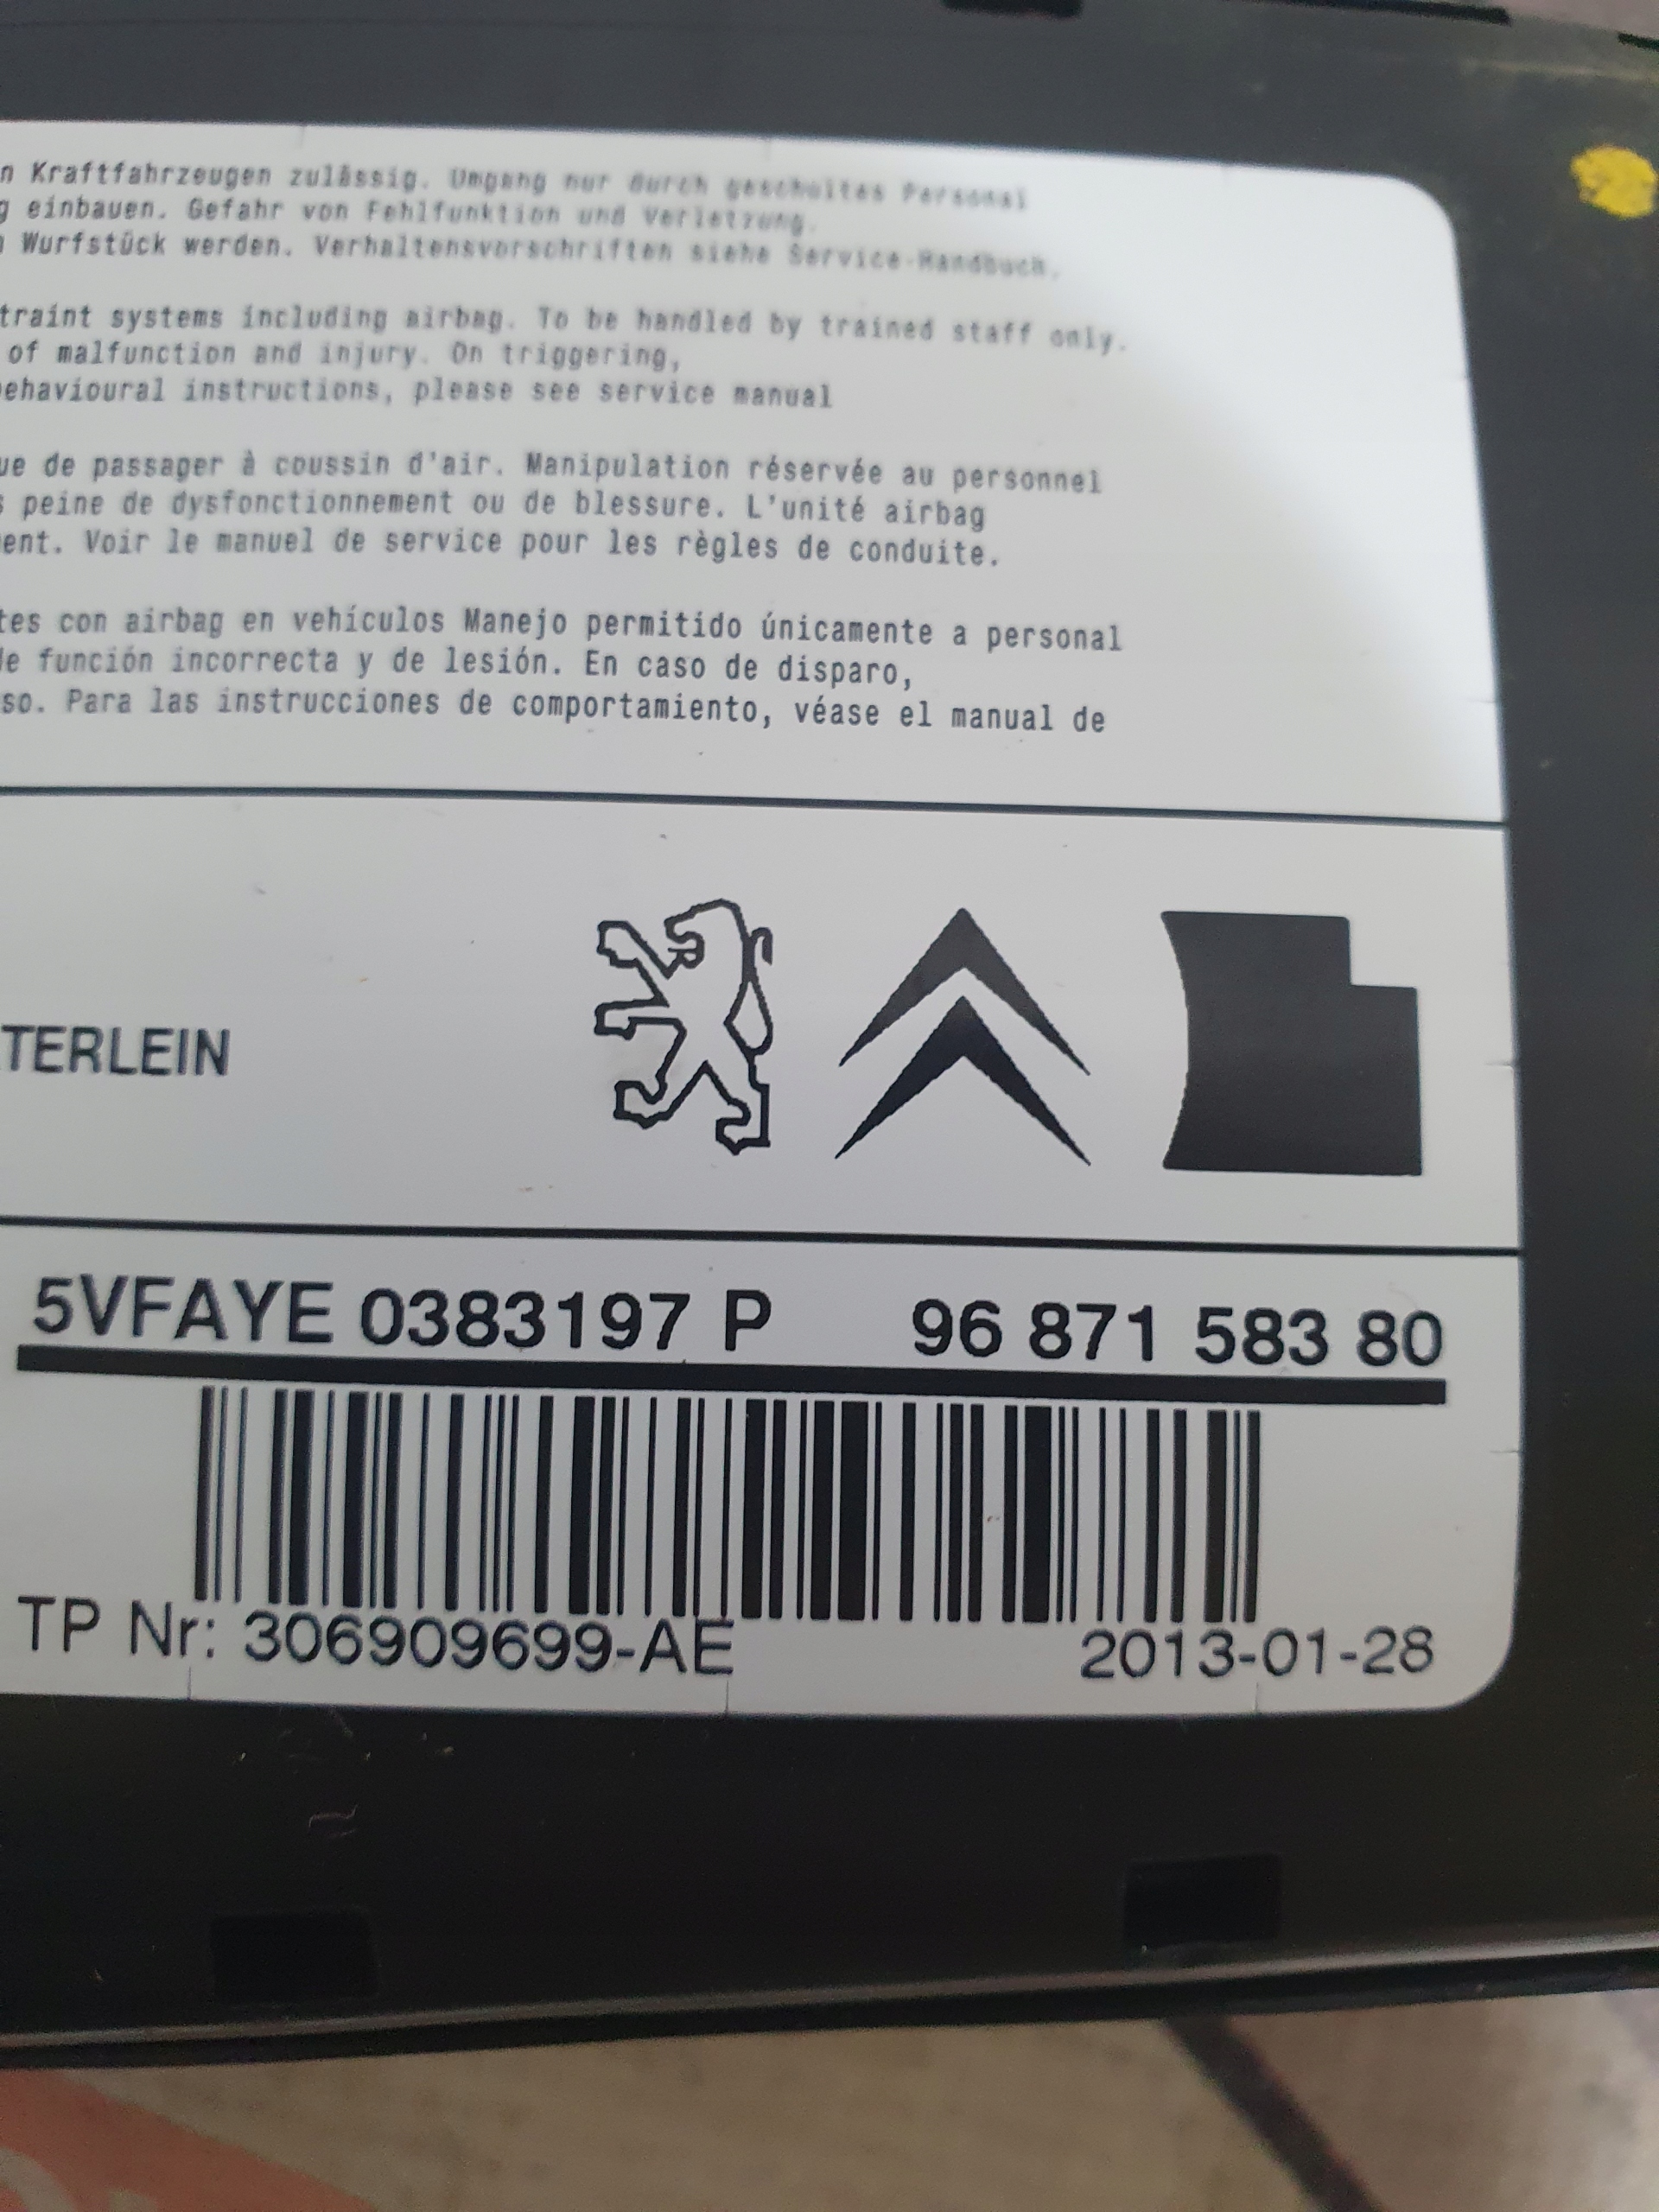 Kraftfahrzeugen zulässig. Umgang nur durch geschultes Personal
einbauen. Gefahr von Fehlfunktion und Verletzung.
Wurfstück werden. Verhaltensvorschriften siehe Service-Handbuch.
traint systems including airbag. To be handled by trained staff only.
of malfunction and injury. On triggering,
ehavioural instructions, please see service manual
ue de passager à coussin d'air. Manipulation réservée au personnel
peine de dysfonctionnement ou de blessure. L'unité airbag
ent. Voir le manuel de service pour les règles de conduite.
tes con airbag en vehículos Manejo permitido únicamente a personal
de función incorrecta y de lesión. En caso de disparo,
so. Para las instrucciones de comportamiento, véase el manual de
TERLEIN
5VFAYE 0383197 P 96 871 583 80
TP Nr: 306909699-AE 2013-01-28